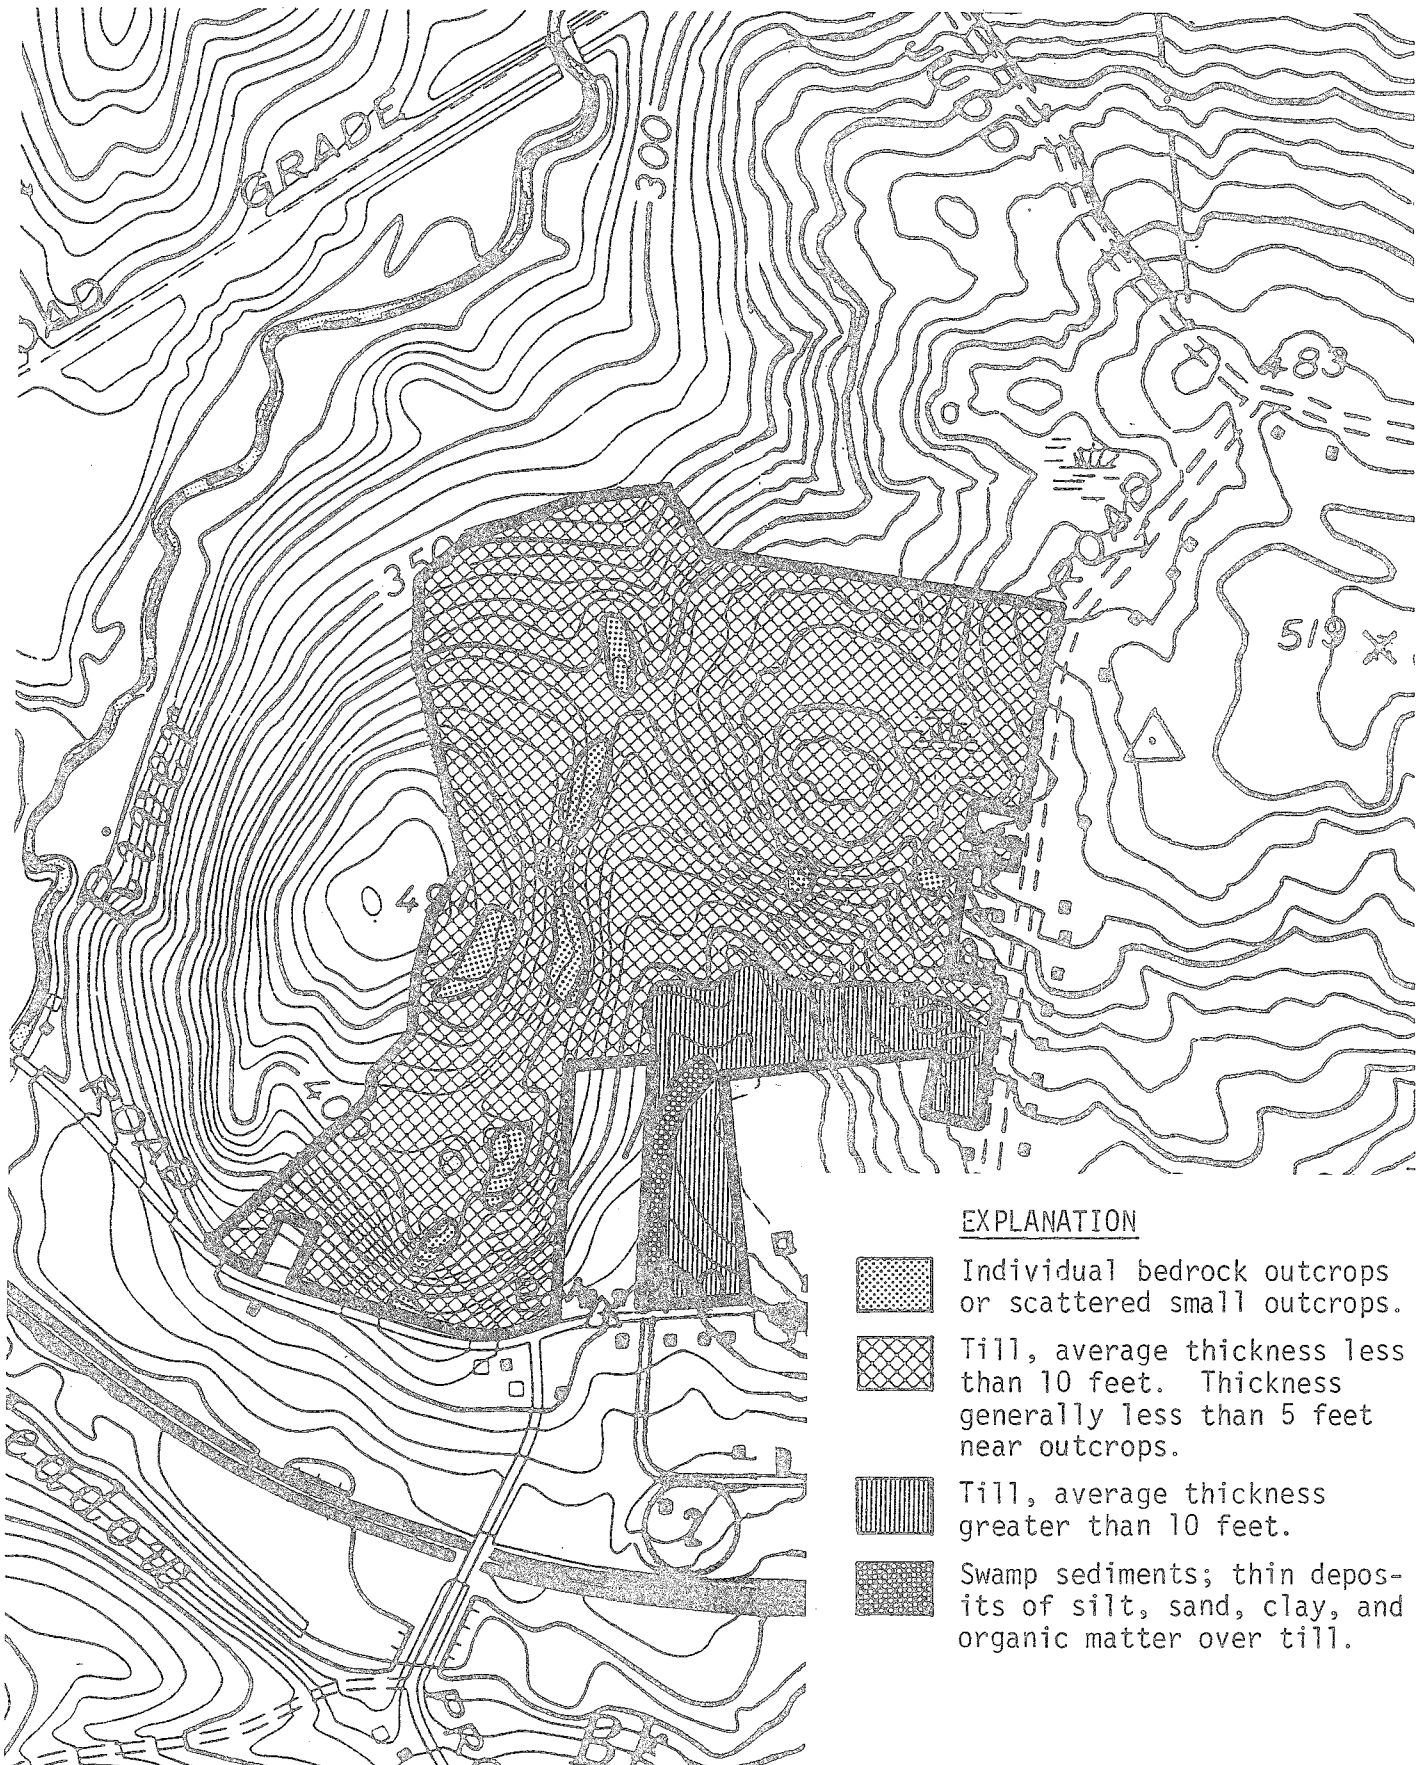 GRADE
300
483
ROAD
350
519
40
ROAD
EXPLANATION
Individual bedrock outcrops
or scattered small outcrops.
Till, average thickness less
than 10 feet. Thickness
generally less than 5 feet
near outcrops.
Till, average thickness
greater than 10 feet.
Swamp sediments; thin depos-
its of silt, sand, clay, and
organic matter over till.